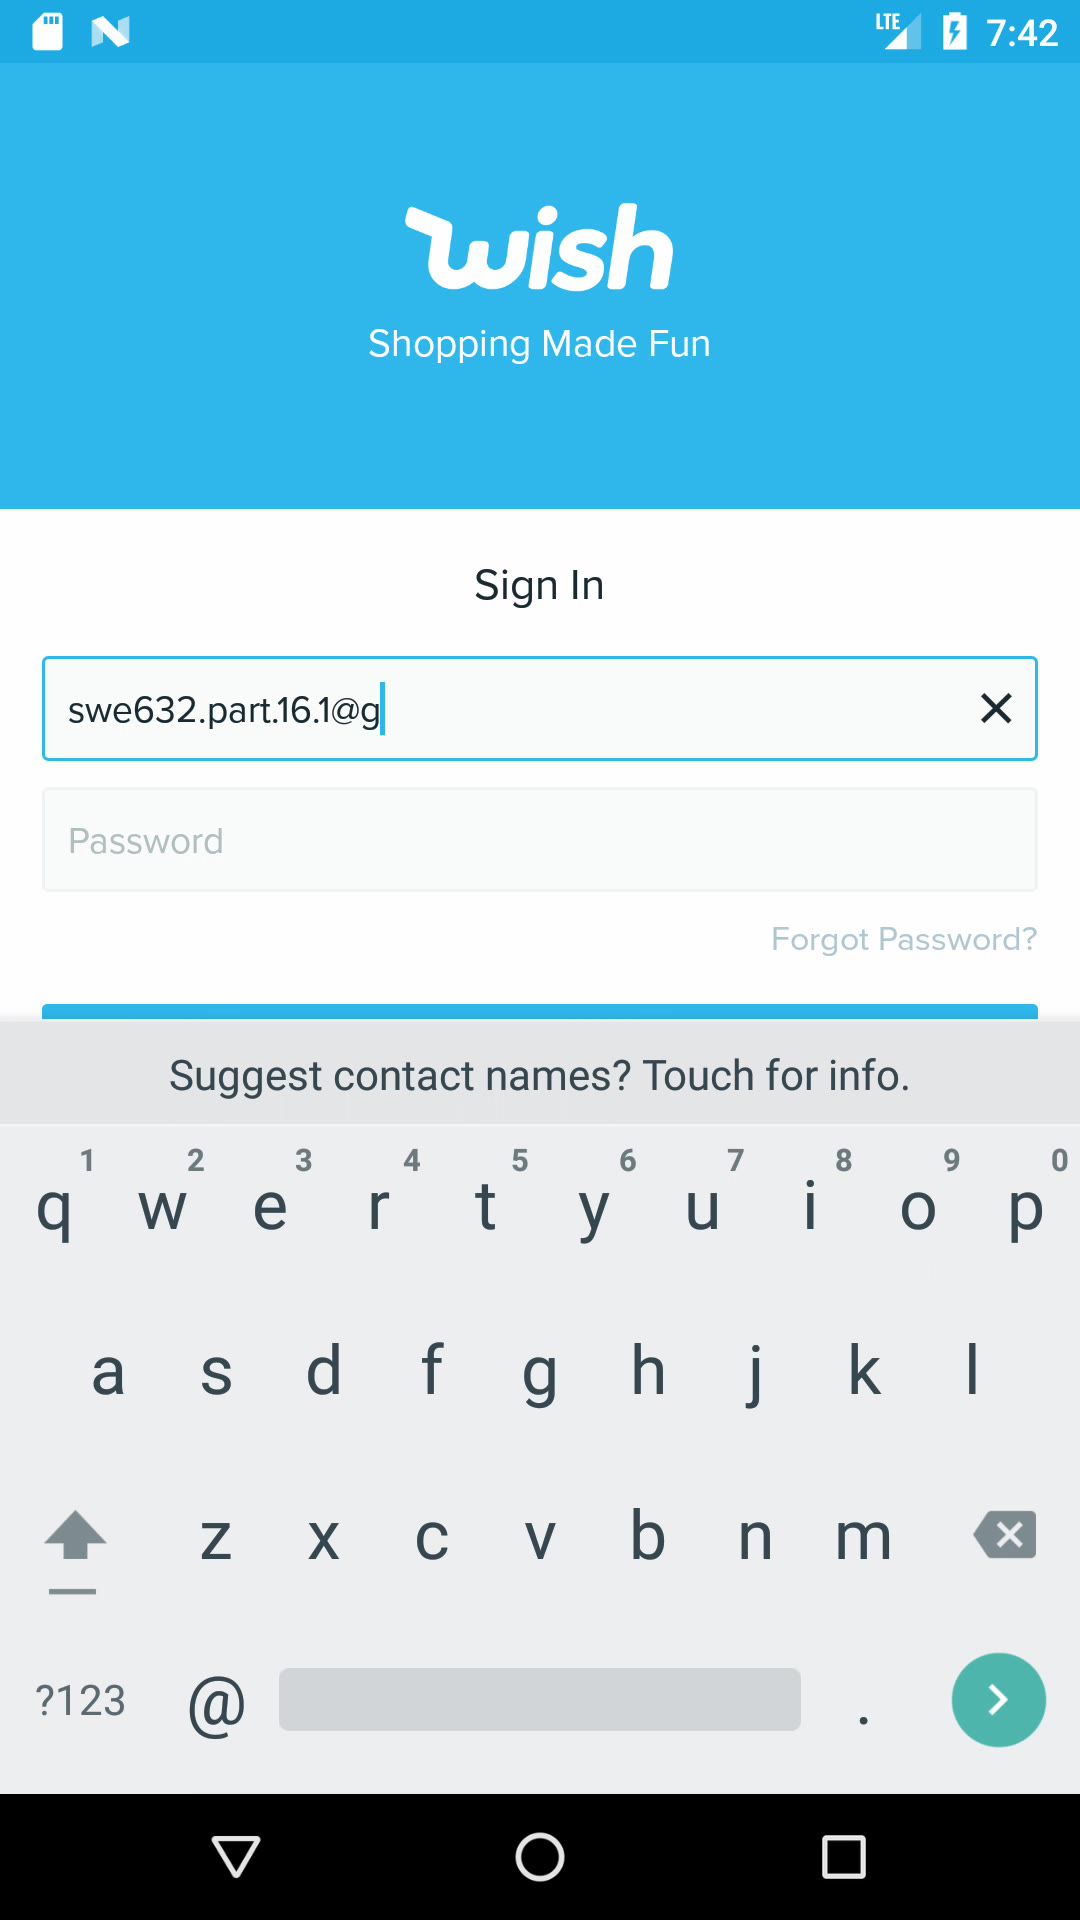 LTE 7:42
wish
Shopping Made Fun
Sign In
swe632.part.16.1@g
Password
Forgot Password?
Suggest contact names? Touch for info.
1 2 3 4 5 6 7 8 9 0
q w e r t y u i o p
a s d f g h j k l
z x c v b n m
?123 @ .